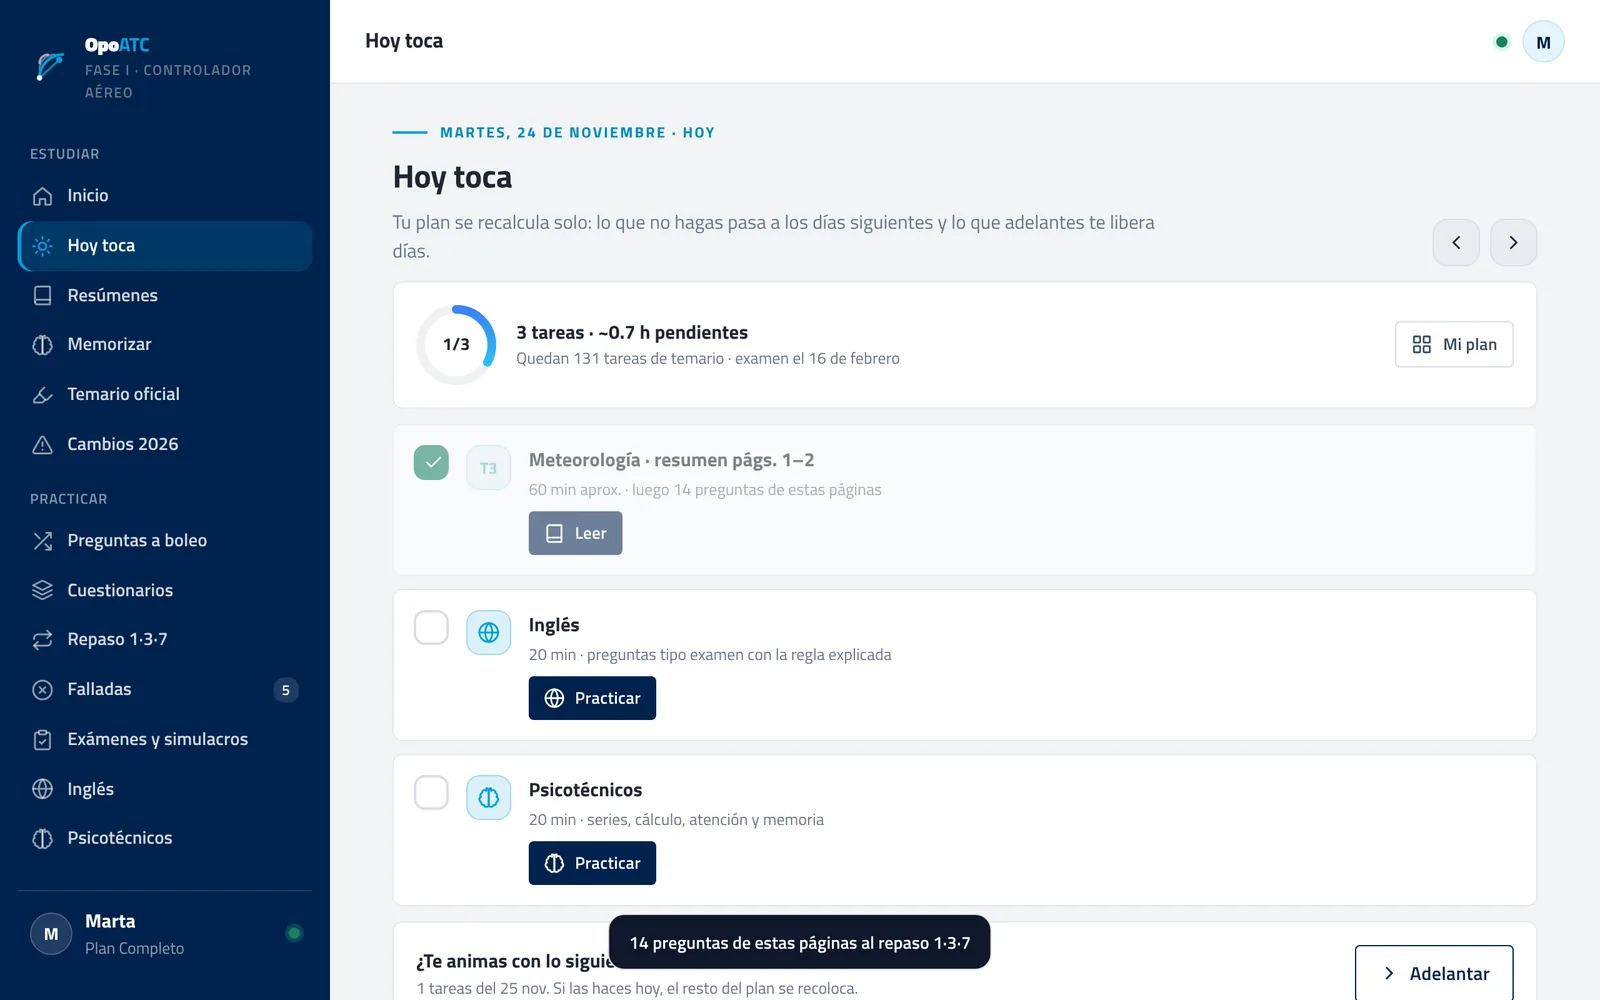 OpoATC
FASE I · CONTROLADOR
AÉREO
ESTUDIAR
Inicio
Hoy toca
Resúmenes
Memorizar
Temario oficial
Cambios 2026
PRACTICAR
Preguntas a boleo
Cuestionarios
Repaso 1·3·7
Falladas 5
Exámenes y simulacros
Inglés
Psicotécnicos
M Marta
Plan Completo
Hoy toca
M
MARTES, 24 DE NOVIEMBRE · HOY
Hoy toca
Tu plan se recalcula solo: lo que no hagas pasa a los días siguientes y lo que adelantes te libera
días.
1/3
3 tareas · ~0.7 h pendientes
Quedan 131 tareas de temario · examen el 16 de febrero
Mi plan
T3
Meteorología · resumen págs. 1–2
60 min aprox. · luego 14 preguntas de estas páginas
Leer
Inglés
20 min · preguntas tipo examen con la regla explicada
Practicar
Psicotécnicos
20 min · series, cálculo, atención y memoria
Practicar
14 preguntas de estas páginas al repaso 1·3·7
¿Te animas con lo
1 tareas del 25 nov. Si las haces hoy, el resto del plan se recoloca.
Adelantar